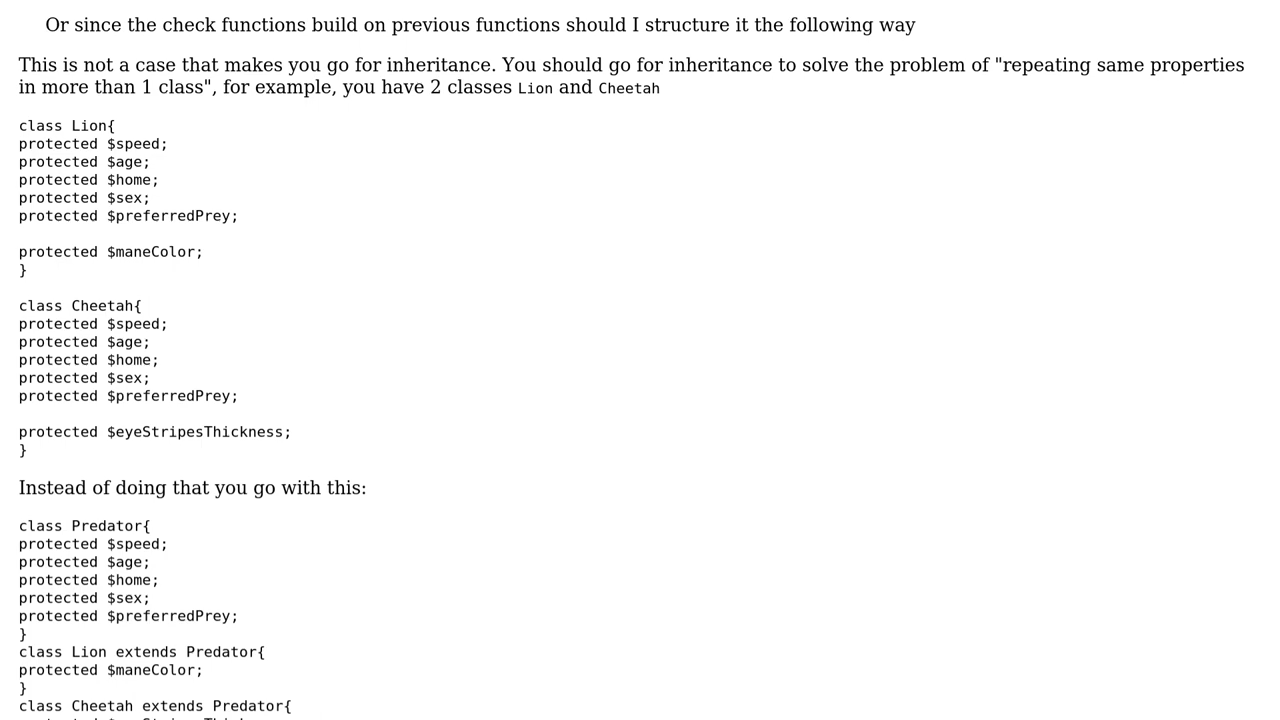 Or since the check functions build on previous functions should I structure it the following way
This is not a case that makes you go for inheritance. You should go for inheritance to solve the problem of "repeating same properties
in more than 1 class", for example, you have 2 classes Lion and Cheetah
class Lion{
protected $speed;
protected $age;
protected $home;
protected $sex;
protected $preferredPrey;
protected $maneColor;
}
class Cheetah{
protected $speed;
protected $age;
protected $home;
protected $sex;
protected $preferredPrey;
protected $eyeStripesThickness;
}
Instead of doing that you go with this:
class Predator{
protected $speed;
protected $age;
protected $home;
protected $sex;
protected $preferredPrey;
}
class Lion extends Predator{
protected $maneColor;
}
class Cheetah extends Predator{